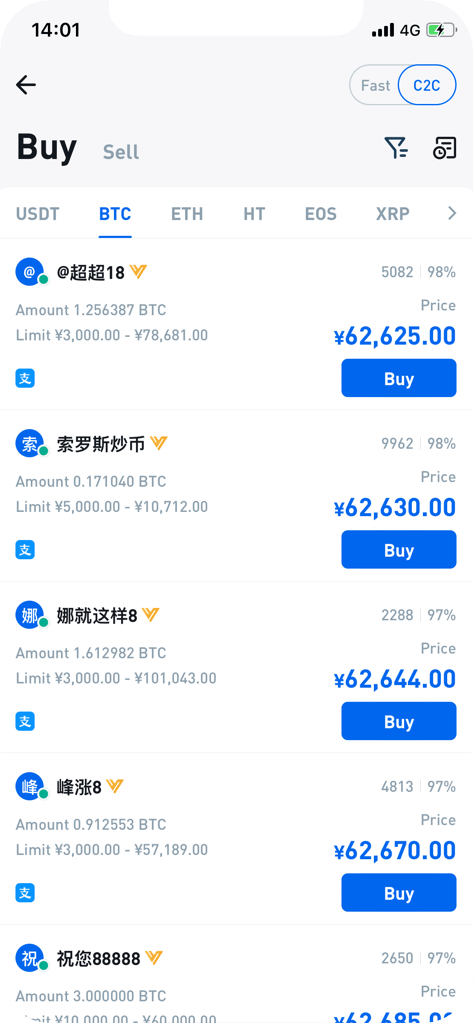 14:01
4G
Fast C2C
Buy Sell
USDT BTC ETH HT EOS XRP
@ @超超18 5082 98%
Amount 1.256387 BTC Price
Limit ¥3,000.00 - ¥78,681.00 ¥62,625.00
支 Buy
索 索罗斯炒币 9962 98%
Amount 0.171040 BTC Price
Limit ¥5,000.00 - ¥10,712.00 ¥62,630.00
支 Buy
娜 娜就这样8 2288 97%
Amount 1.612982 BTC Price
Limit ¥3,000.00 - ¥101,043.00 ¥62,644.00
支 Buy
峰 峰涨8 4813 97%
Amount 0.912553 BTC Price
Limit ¥3,000.00 - ¥57,189.00 ¥62,670.00
支 Buy
祝 祝您88888 2650 97%
Amount 3.000000 BTC Price
¥10,000.00 - ¥60,000.00